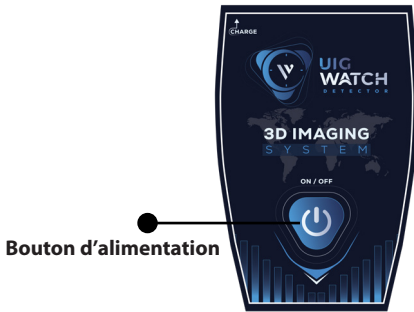 CHARGE
UIG
WATCH
DETECTOR
3D IMAGING
SYSTEM
ON / OFF
Bouton d'alimentation